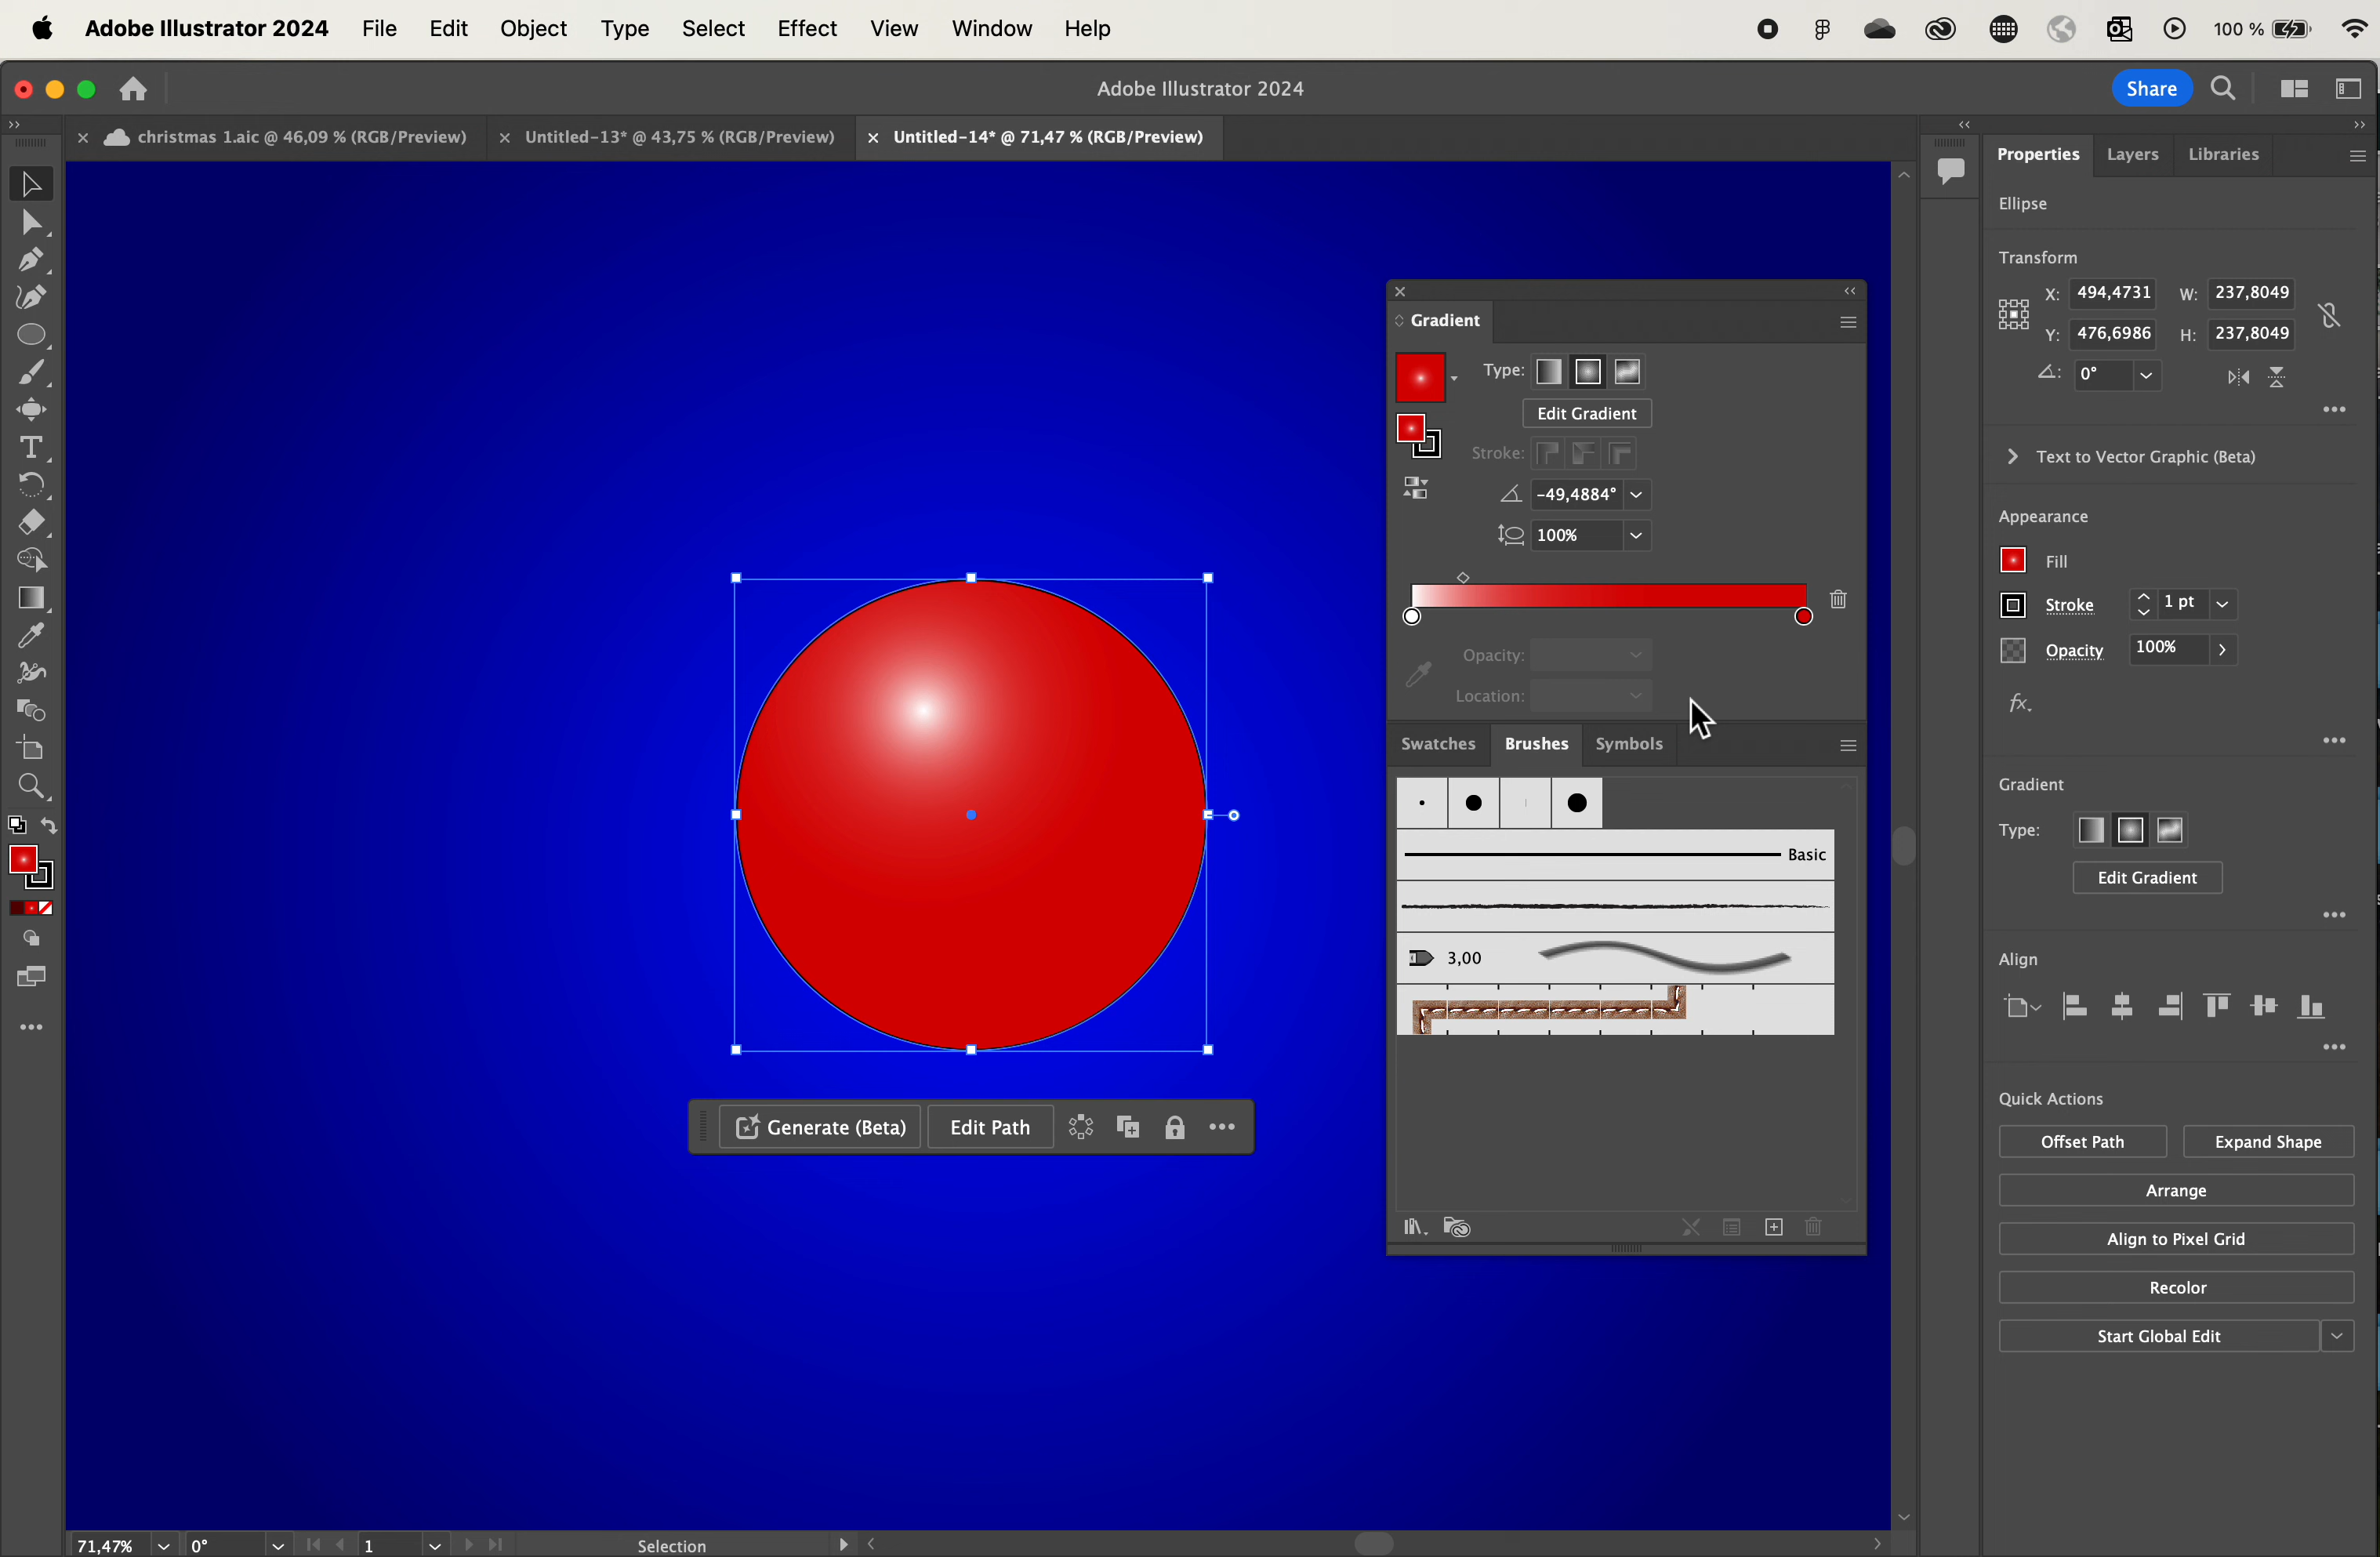 Adobe Illustrator 2024 File Edit Object Type Select Effect View Window Help 100 %
Adobe Illustrator 2024 Share
christmas 1.aic @ 46,09 % (RGB/Preview) Untitled-13* @ 43,75 % (RGB/Preview) Untitled-14* @ 71,47 % (RGB/Preview)
Gradient
Type:
Edit Gradient
Stroke:
-49,4884°
100%
Opacity:
Location:
Swatches Brushes Symbols
Basic
3,00
Generate (Beta) Edit Path
Properties Layers Libraries
Ellipse
Transform
X: 494,4731 W: 237,8049
Y: 476,6986 H: 237,8049
0°
Text to Vector Graphic (Beta)
Appearance
Fill
Stroke 1 pt
Opacity 100%
fx.
Gradient
Type:
Edit Gradient
Align
Quick Actions
Offset Path Expand Shape
Arrange
Align to Pixel Grid
Recolor
Start Global Edit
71,47% 0° 1 Selection